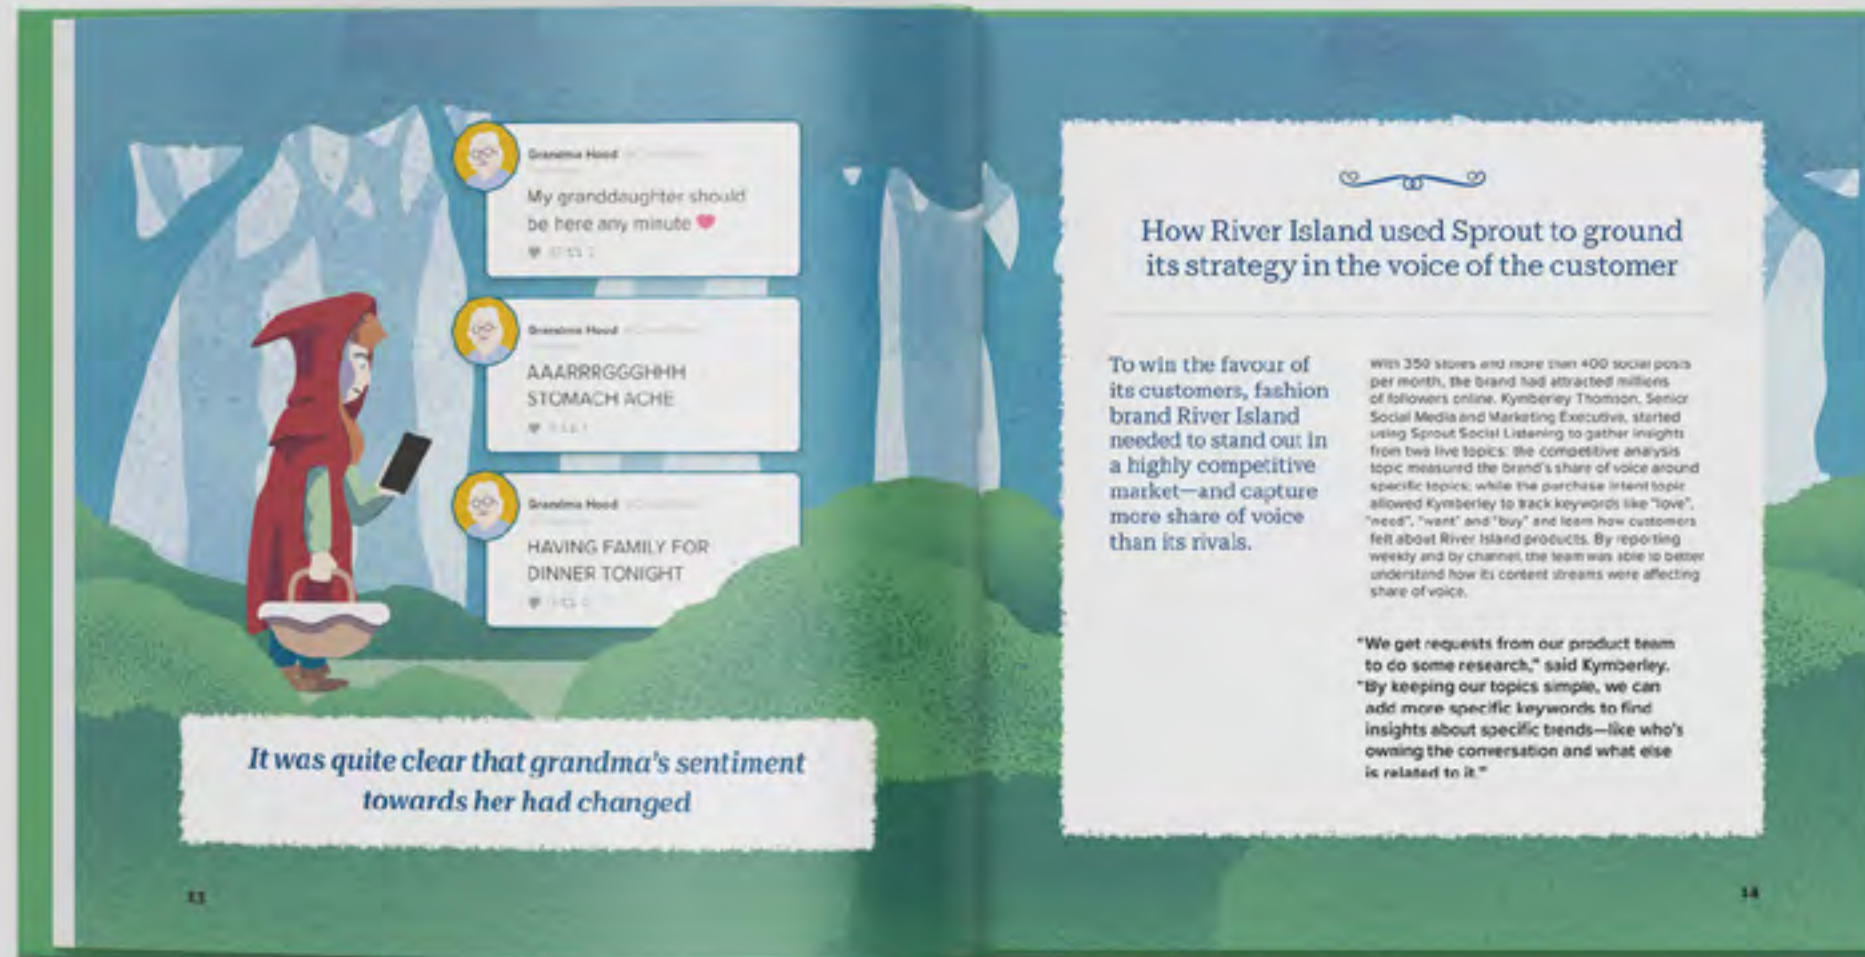 Grandma Hood
My granddaughter should
be here any minute
Grandma Hood
AAARRRGGGHHH
STOMACH ACHE
Grandma Hood
HAVING FAMILY FOR
DINNER TONIGHT
It was quite clear that grandma's sentiment
towards her had changed
13
How River Island used Sprout to ground
its strategy in the voice of the customer
To win the favour of
its customers, fashion
brand River Island
needed to stand out in
a highly competitive
market—and capture
more share of voice
than its rivals.
With 350 stores and more than 400 social posts
per month, the brand had attracted millions
of followers online. Kymberley Thomson, Senior
Social Media and Marketing Executive, started
using Sprout Social Listening to gather insights
from two live topics: the competitive analysis
topic measured the brand's share of voice around
specific topics; while the purchase intent topic
allowed Kymberley to track keywords like "love",
"need", "want" and "buy" and learn how customers
felt about River Island products. By reporting
weekly and by channel, the team was able to better
understand how its content streams were affecting
share of voice.
"We get requests from our product team
to do some research," said Kymberley.
"By keeping our topics simple, we can
add more specific keywords to find
insights about specific trends—like who's
owning the conversation and what else
is related to it"
14